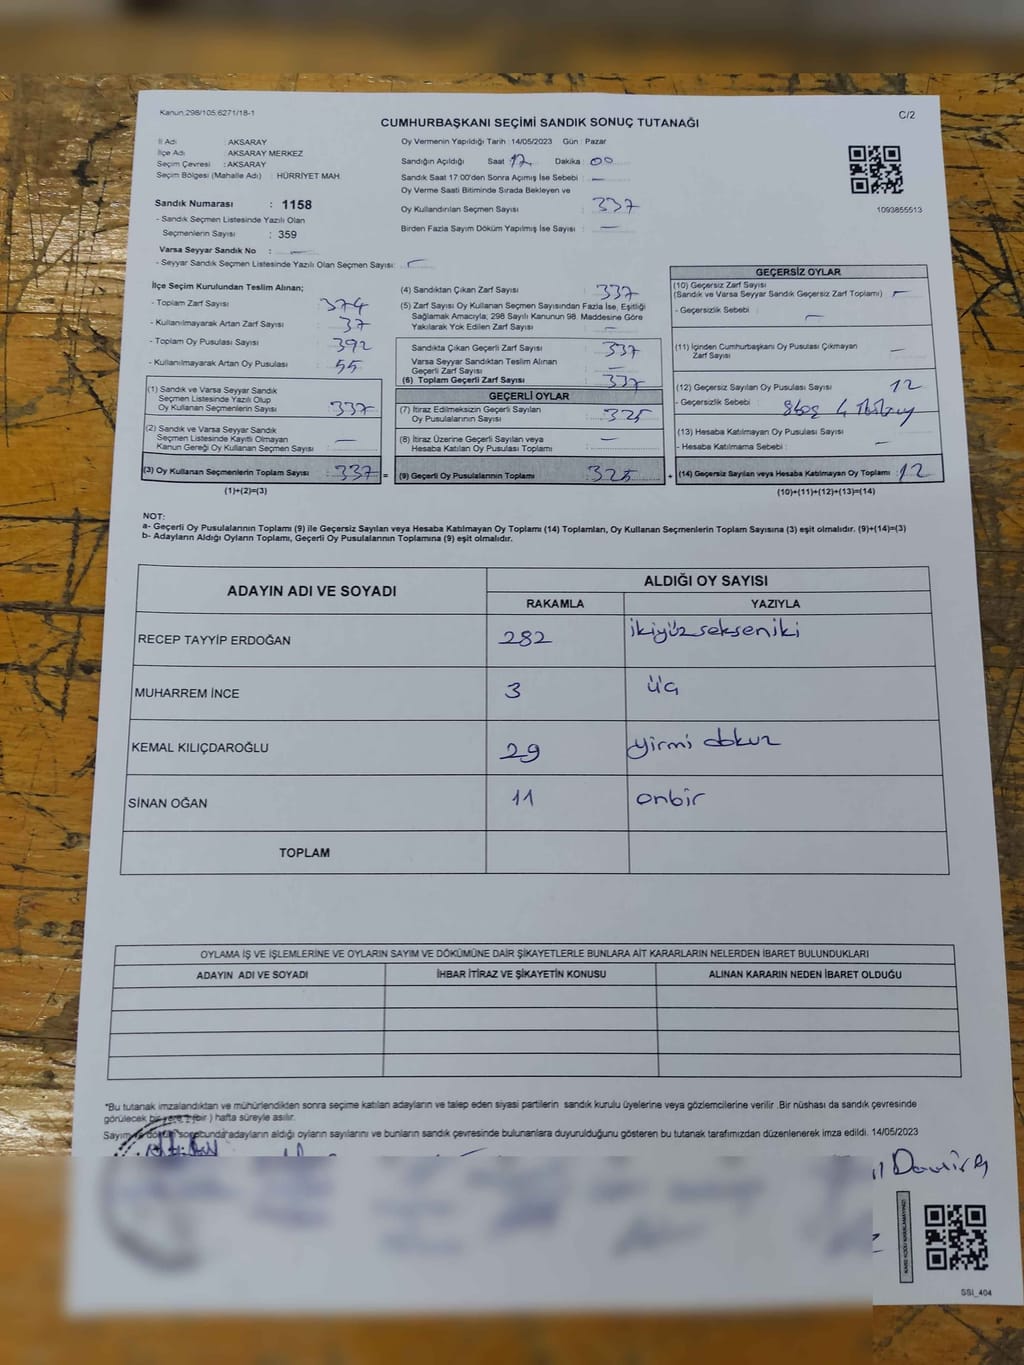 Kanun;298/105;6271/18-1
C/2
CUMHURBAŞKANI SEÇİMİ SANDIK SONUÇ TUTANAĞI
İl Adı : AKSARAY
İlçe Adı : AKSARAY MERKEZ
Seçim Çevresi : AKSARAY
Seçim Bölgesi (Mahalle Adı) : HÜRRİYET MAH.
Sandık Numarası : 1158
- Sandık Seçmen Listesinde Yazılı Olan
Seçmenlerin Sayısı : 359
Varsa Seyyar Sandık No : —
- Seyyar Sandık Seçmen Listesinde Yazılı Olan Seçmen Sayısı: —
Oy Vermenin Yapıldığı Tarih : 14/05/2023 Gün : Pazar
Sandığın Açıldığı Saat : 17 Dakika : 00
Sandık Saat 17:00'den Sonra Açımış İse Sebebi : —
Oy Verme Saati Bitiminde Sırada Bekleyen ve
Oy Kullandırılan Seçmen Sayısı : 337
Birden Fazla Sayım Döküm Yapılmış İse Sayısı : —
1093855513
İlçe Seçim Kurulundan Teslim Alınan;
- Toplam Zarf Sayısı : 374
- Kullanılmayarak Artan Zarf Sayısı : 37
- Toplam Oy Pusulası Sayısı : 392
- Kullanılmayarak Artan Oy Pusulası : 55
(1) Sandık ve Varsa Seyyar Sandık
Seçmen Listesinde Yazılı Olup
Oy Kullanan Seçmenlerin Sayısı : 337
(2) Sandık ve Varsa Seyyar Sandık
Seçmen Listesinde Kayıtlı Olmayan
Kanun Gereği Oy Kullanan Seçmen Sayısı : —
(3) Oy Kullanan Seçmenlerin Toplam Sayısı : 337 =
(1)+(2)=(3)
(4) Sandıktan Çıkan Zarf Sayısı : 337
(5) Zarf Sayısı Oy Kullanan Seçmen Sayısından Fazla İse, Eşitliği
Sağlamak Amacıyla; 298 Sayılı Kanunun 98. Maddesine Göre
Yakılarak Yok Edilen Zarf Sayısı : —
Sandıkta Çıkan Geçerli Zarf Sayısı : 337
Varsa Seyyar Sandıktan Teslim Alınan
Geçerli Zarf Sayısı : —
(6) Toplam Geçerli Zarf Sayısı : 337
GEÇERLİ OYLAR
(7) İtiraz Edilmeksizin Geçerli Sayılan
Oy Pusulalarının Sayısı : 325
(8) İtiraz Üzerine Geçerli Sayılan veya
Hesaba Katılan Oy Pusulası Toplamı : —
(9) Geçerli Oy Pusulalarının Toplamı : 325 +
GEÇERSİZ OYLAR
(10) Geçersiz Zarf Sayısı
(Sandık ve Varsa Seyyar Sandık Geçersiz Zarf Toplamı) : —
- Geçersizlik Sebebi : —
(11) İçinden Cumhurbaşkanı Oy Pusulası Çıkmayan
Zarf Sayısı : —
(12) Geçersiz Sayılan Oy Pusulası Sayısı : 12
- Geçersizlik Sebebi :
(13) Hesaba Katılmayan Oy Pusulası Sayısı :
- Hesaba Katılmama Sebebi : —
(14) Geçersiz Sayılan veya Hesaba Katılmayan Oy Toplamı : 12
(10)+(11)+(12)+(13)=(14)
NOT:
a- Geçerli Oy Pusulalarının Toplamı (9) ile Geçersiz Sayılan veya Hesaba Katılmayan Oy Toplamı (14) Toplamları, Oy Kullanan Seçmenlerin Toplam Sayısına (3) eşit olmalıdır. (9)+(14)=(3)
b- Adayların Aldığı Oyların Toplamı, Geçerli Oy Pusulalarının Toplamına (9) eşit olmalıdır.
ADAYIN ADI VE SOYADI
ALDIĞI OY SAYISI
RAKAMLA YAZIYLA
RECEP TAYYİP ERDOĞAN 282 ikiyüzsekseniki
MUHARREM İNCE 3 üç
KEMAL KILIÇDAROĞLU 29 yirmi dokuz
SİNAN OĞAN 11 onbir
TOPLAM
OYLAMA İŞ VE İŞLEMLERİNE VE OYLARIN SAYIM VE DÖKÜMÜNE DAİR ŞİKAYETLERLE BUNLARA AİT KARARLARIN NELERDEN İBARET BULUNDUKLARI
ADAYIN ADI VE SOYADI İHBAR İTİRAZ VE ŞİKAYETİN KONUSU ALINAN KARARIN NEDEN İBARET OLDUĞU
*Bu tutanak imzalandıktan ve mühürlendikten sonra seçime katılan adayların ve talep eden siyasi partilerin sandık kurulu üyelerine veya gözlemcilerine verilir .Bir nüshası da sandık çevresinde
görülecek bir yere 1 (bir ) hafta süreyle asılır.
Sayım ve döküm sonucunda adayların aldığı oyların sayılarını ve bunların sandık çevresinde bulunanlara duyurulduğunu gösteren bu tutanak tarafımızdan düzenlenerek imza edildi. 14/05/2023
SSI_404